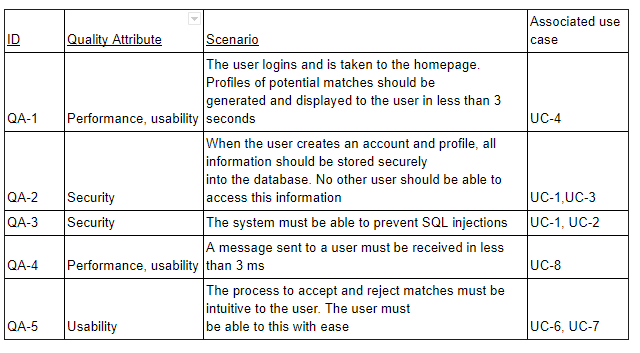 ID Quality Attribute Scenario Associated use
case
The user logins and is taken to the homepage.
Profiles of potential matches should be
generated and displayed to the user in less than 3
QA-1 Performance, usability seconds UC-4
When the user creates an account and profile, all
information should be stored securely
into the database. No other user should be able to
QA-2 Security access this information UC-1,UC-3
QA-3 Security The system must be able to prevent SQL injections UC-1, UC-2
A message sent to a user must be received in less
QA-4 Performance, usability than 3 ms UC-8
The process to accept and reject matches must be
intuitive to the user. The user must
QA-5 Usability be able to this with ease UC-6, UC-7